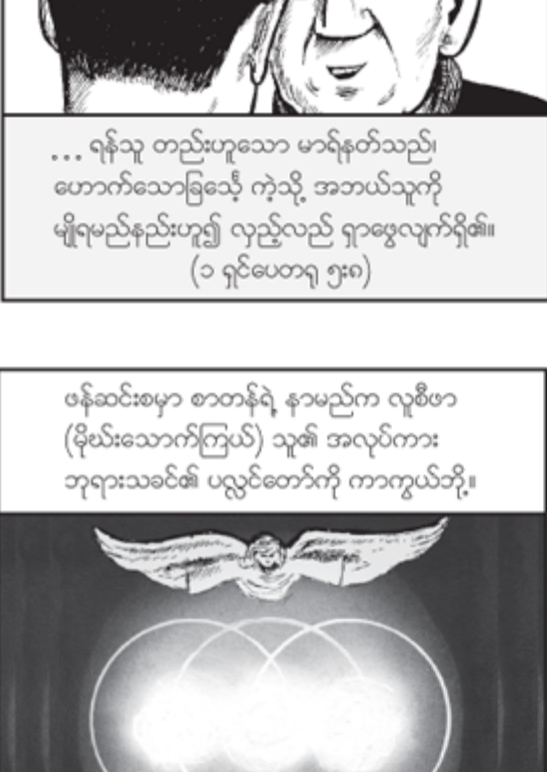 ... ရန်သူ တည်းဟူသော မာရ်နတ်သည်၊
ဟောက်သောခြင်္သေ့ ကဲ့သို့ အဘယ်သူကို
မျိုရမည်နည်းဟူ၍ လှည့်လည် ရှာဖွေလျက်ရှိ၏။
(၁ ရှင်ပေတရု ၅း၈)
ဖန်ဆင်းစမှာ စာတန်ရဲ့ နာမည်က လူစီဖာ
(မိုဃ်းသောက်ကြယ်) သူ၏ အလုပ်ကား
ဘုရားသခင်၏ ပလ္လင်တော်ကို ကာကွယ်ဘို့။